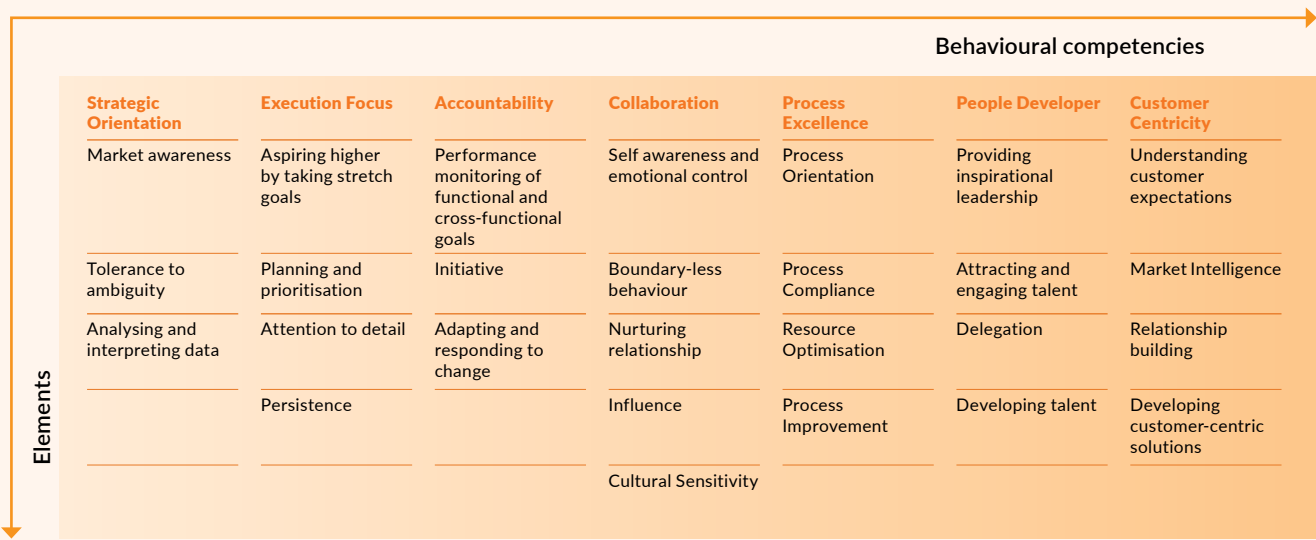 Behavioural competencies
Elements
Strategic
Orientation
Execution Focus
Accountability
Collaboration
Process
Excellence
People Developer
Customer
Centricity
Market awareness
Aspiring higher
by taking stretch
goals
Performance
monitoring of
functional and
cross-functional
goals
Self awareness and
emotional control
Process
Orientation
Providing
inspirational
leadership
Understanding
customer
expectations
Tolerance to
ambiguity
Planning and
prioritisation
Initiative
Boundary-less
behaviour
Process
Compliance
Attracting and
engaging talent
Market Intelligence
Analysing and
interpreting data
Attention to detail
Adapting and
responding to
change
Nurturing
relationship
Resource
Optimisation
Delegation
Relationship
building
Persistence
Influence
Process
Improvement
Developing talent
Developing
customer-centric
solutions
Cultural Sensitivity